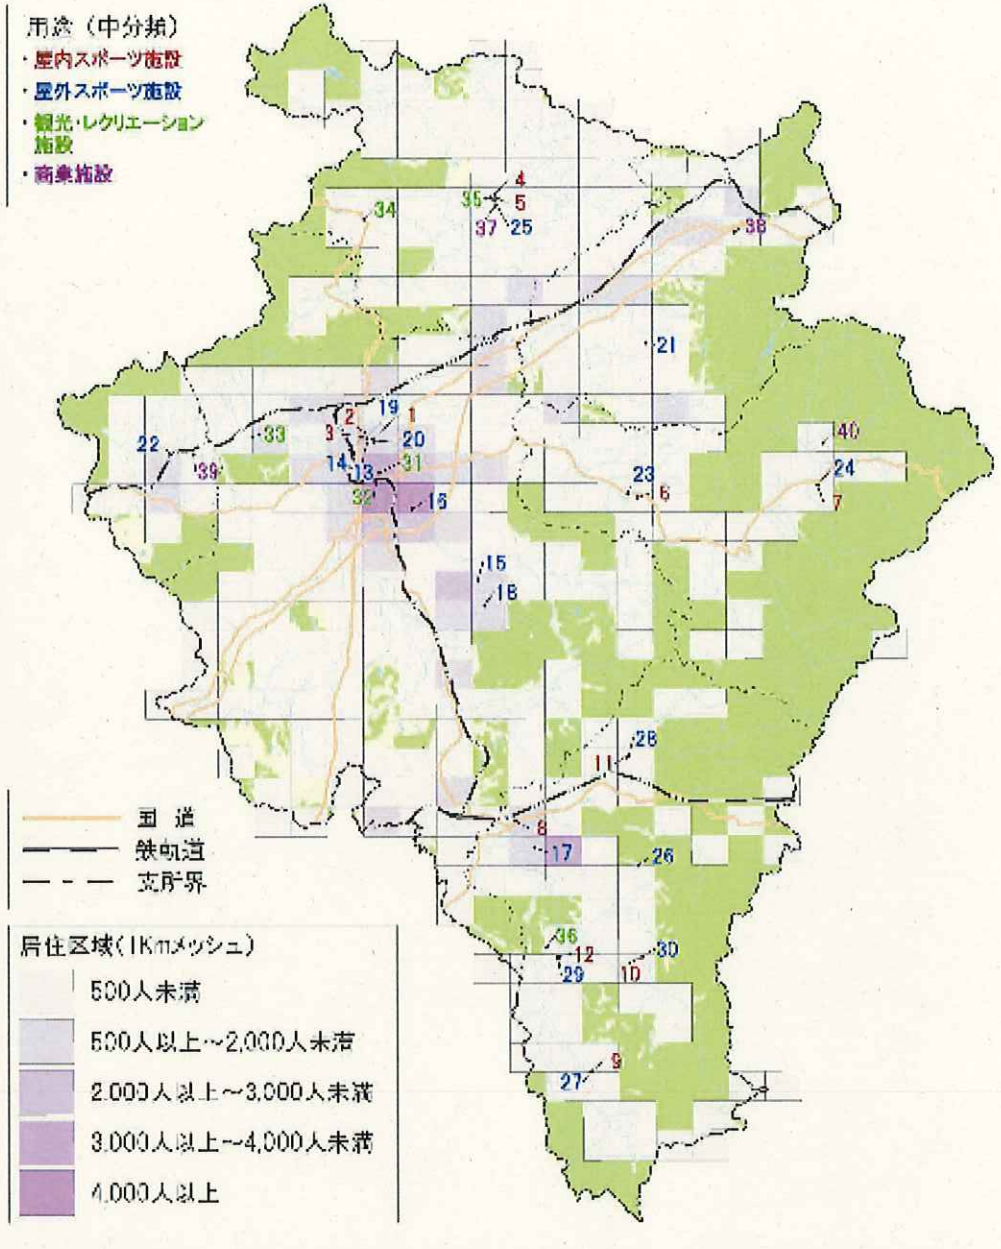 用途（中分類）
・屋内スポーツ施設
・屋外スポーツ施設
・観光・レクリエーション
施設
・商業施設
4
35
5
34
37 25
38
21
19
2
1
3
20
22
33
40
39
14
13
31
23
24
32
6
16
7
15
18
28
11
国 道
8
鉄軌道
17
26
支所界
36
居住区域(1Kmメッシュ)
12
30
29
10
500人未満
500人以上～2,000人未満
9
27
2.000人以上～3,000人未満
3.000人以上～4,000人未満
4,000人以上